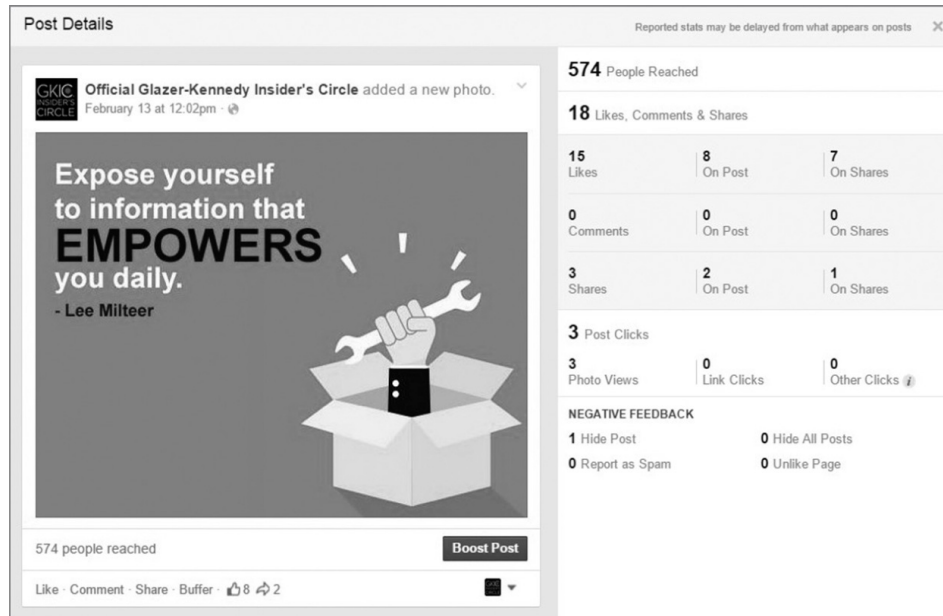 Post Details
Reported stats may be delayed from what appears on posts
GKIC
INSIDER'S
CIRCLE
Official Glazer-Kennedy Insider's Circle added a new photo.
February 13 at 12:02pm ·
Expose yourself
to information that
EMPOWERS
you daily.
- Lee Milteer
574 people reached
Boost Post
Like · Comment · Share · Buffer · 8 2
574 People Reached
18 Likes, Comments & Shares
15 8 7
Likes On Post On Shares
0 0 0
Comments On Post On Shares
3 2 1
Shares On Post On Shares
3 Post Clicks
3 0 0
Photo Views Link Clicks Other Clicks i
NEGATIVE FEEDBACK
1 Hide Post 0 Hide All Posts
0 Report as Spam 0 Unlike Page